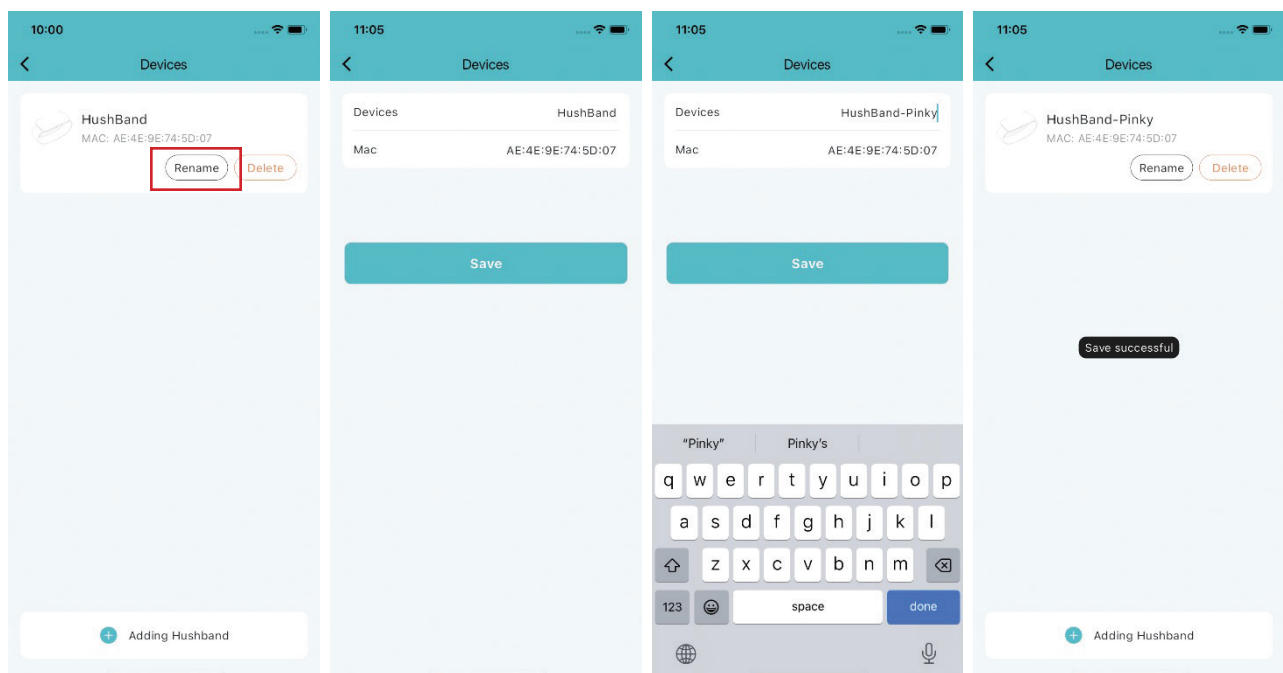 10:00
Devices
HushBand
MAC: AE:4E:9E:74:5D:07
Rename
Delete
Adding Hushband
11:05
Devices
Devices HushBand
Mac AE:4E:9E:74:5D:07
Save
11:05
Devices
Devices HushBand-Pinky
Mac AE:4E:9E:74:5D:07
Save
“Pinky” Pinky's
q w e r t y u i o p
a s d f g h j k l
z x c v b n m
123 space done
11:05
Devices
HushBand-Pinky
MAC: AE:4E:9E:74:5D:07
Rename
Delete
Save successful
Adding Hushband